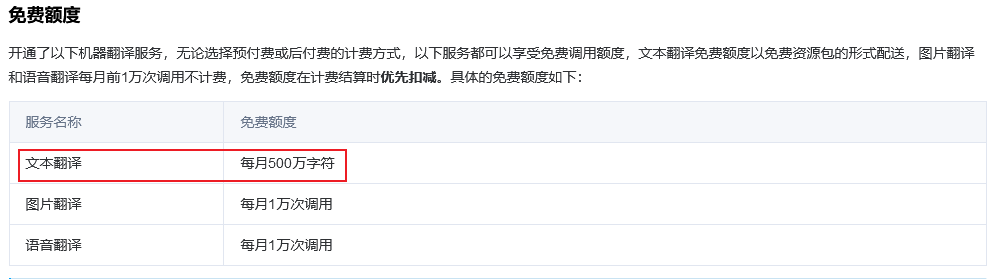 免费额度
开通了以下机器翻译服务，无论选择预付费或后付费的计费方式，以下服务都可以享受免费调用额度，文本翻译免费额度以免费资源包的形式配送，图片翻译
和语音翻译每月前1万次调用不计费，免费额度在计费结算时优先扣减。具体的免费额度如下：
服务名称 免费额度
文本翻译 每月500万字符
图片翻译 每月1万次调用
语音翻译 每月1万次调用